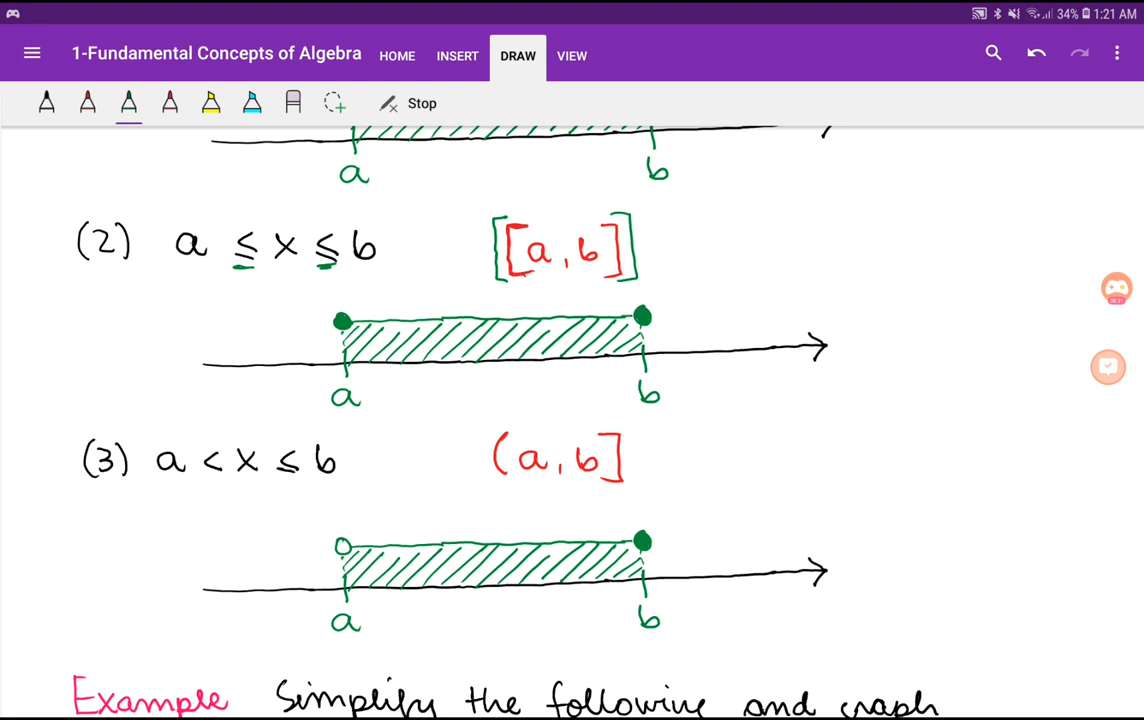 34% 1:21 AM
1-Fundamental Concepts of Algebra HOME INSERT DRAW VIEW
Stop
a b
(2) a ≤ x ≤ b [[a, b]]
a b
(3) a < x ≤ b (a, b]
a b
Example Simplify the following and graph